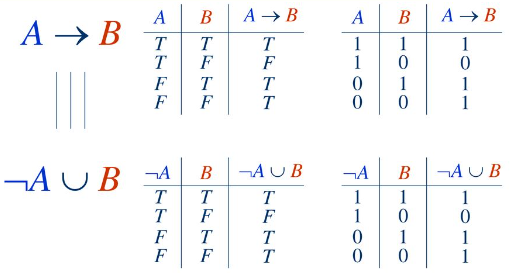 A → B
A B A → B
T T T
T F F
F T T
F F T
A B A → B
1 1 1
1 0 0
0 1 1
0 0 1
¬A ∪ B
¬A B ¬A ∪ B
T T T
T F F
F T T
F F T
¬A B ¬A ∪ B
1 1 1
1 0 0
0 1 1
0 0 1